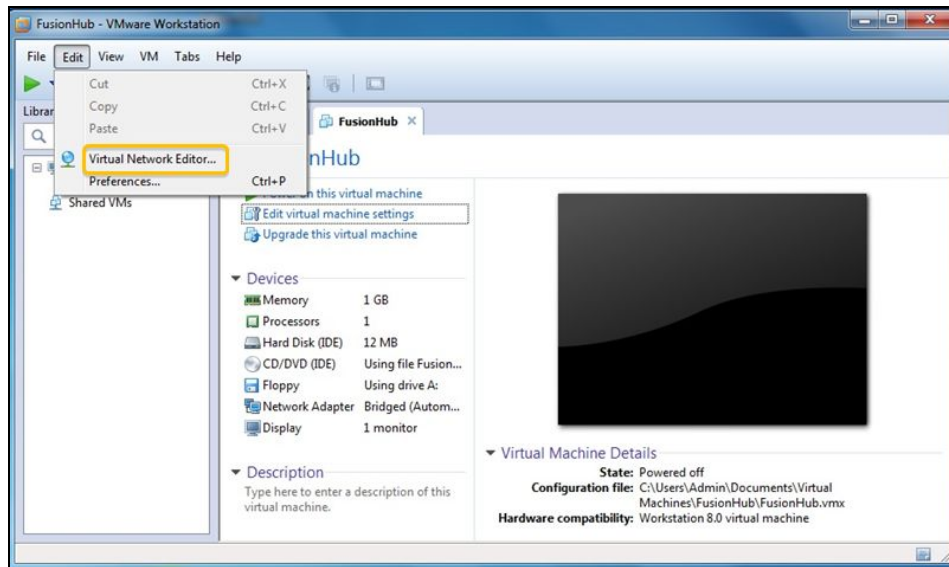 FusionHub - VMware Workstation
File Edit View VM Tabs Help
Cut Ctrl+X
Copy Ctrl+C
Paste Ctrl+V
Virtual Network Editor...
Preferences... Ctrl+P
Librar
FusionHub ×
nHub
on this virtual machine
Edit virtual machine settings
Upgrade this virtual machine
Shared VMs
Devices
Memory 1 GB
Processors 1
Hard Disk (IDE) 12 MB
CD/DVD (IDE) Using file Fusion...
Floppy Using drive A:
Network Adapter Bridged (Autom...
Display 1 monitor
Description
Type here to enter a description of this
virtual machine.
Virtual Machine Details
State: Powered off
Configuration file: C:\Users\Admin\Documents\Virtual
Machines\FusionHub\FusionHub.vmx
Hardware compatibility: Workstation 8.0 virtual machine